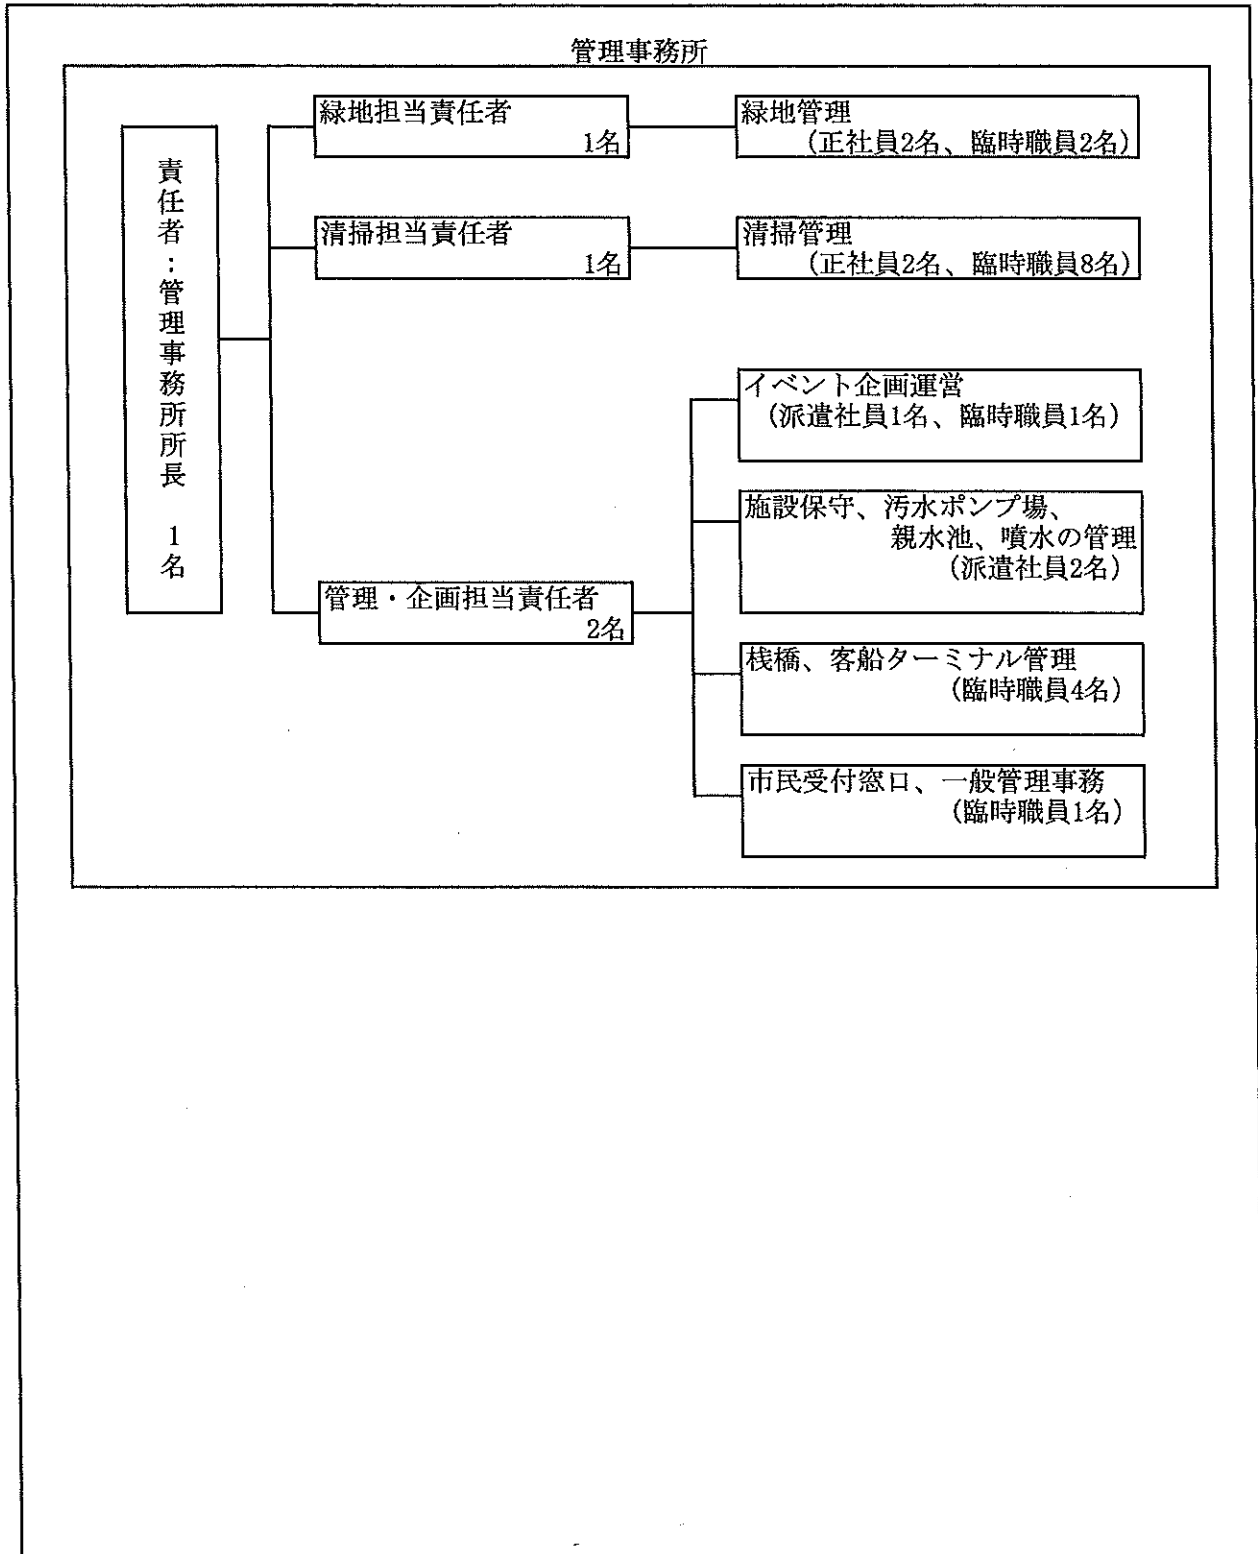 管理事務所
責任者：管理事務所所長　1名
緑地担当責任者
1名
緑地管理
(正社員2名、臨時職員2名)
清掃担当責任者
1名
清掃管理
(正社員2名、臨時職員8名)
管理・企画担当責任者
2名
イベント企画運営
(派遣社員1名、臨時職員1名)
施設保守、汚水ポンプ場、
親水池、噴水の管理
(派遣社員2名)
桟橋、客船ターミナル管理
(臨時職員4名)
市民受付窓口、一般管理事務
(臨時職員1名)